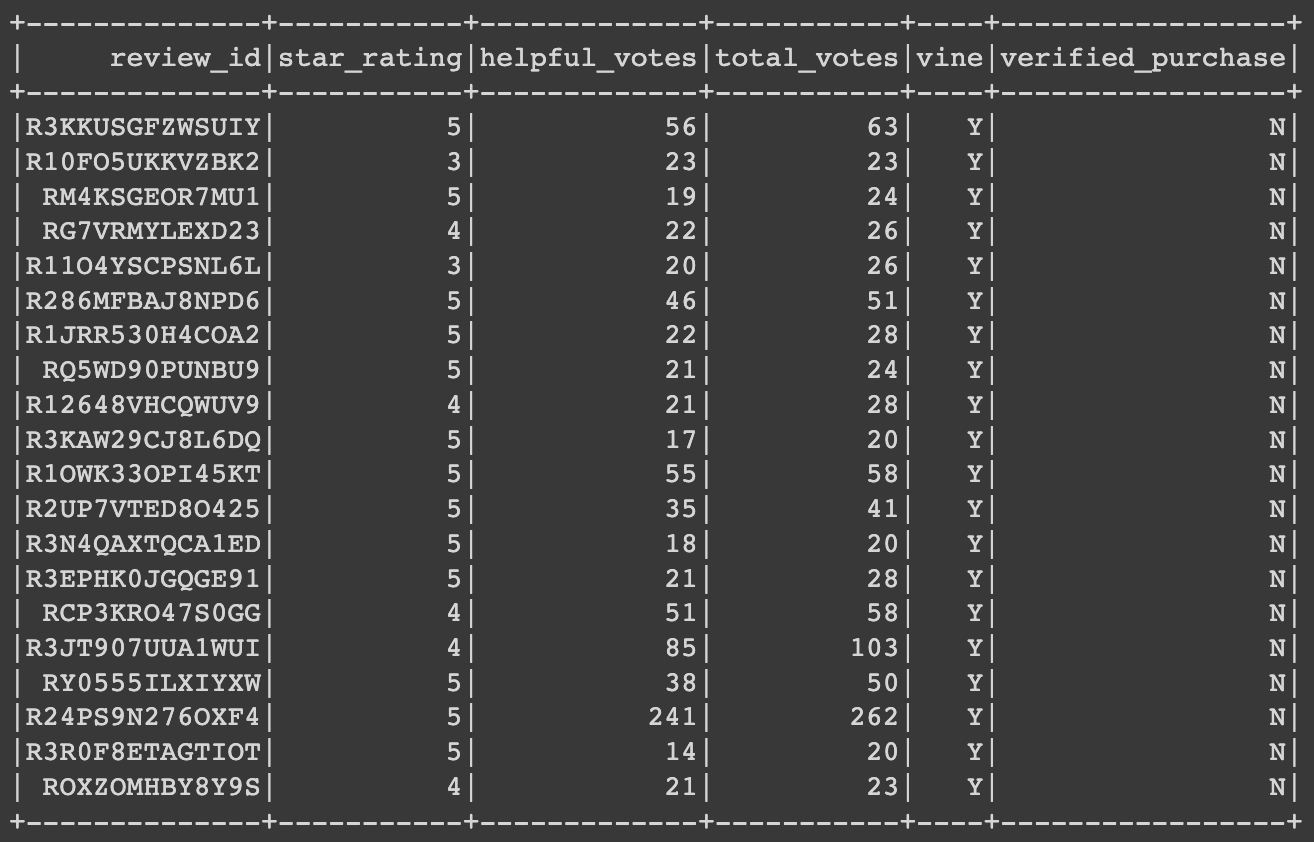 +--------------+-----------+-------------+-----------+----+-----------------+
|     review_id|star_rating|helpful_votes|total_votes|vine|verified_purchase|
+--------------+-----------+-------------+-----------+----+-----------------+
|R3KKUSGFZWSUIY|          5|           56|         63|   Y|                N|
|R10FO5UKKVZBK2|          3|           23|         23|   Y|                N|
| RM4KSGEOR7MU1|          5|           19|         24|   Y|                N|
| RG7VRMYLEXD23|          4|           22|         26|   Y|                N|
|R11O4YSCPSNL6L|          3|           20|         26|   Y|                N|
|R286MFBAJ8NPD6|          5|           46|         51|   Y|                N|
|R1JRR530H4COA2|          5|           22|         28|   Y|                N|
| RQ5WD90PUNBU9|          5|           21|         24|   Y|                N|
|R12648VHCQWUV9|          4|           21|         28|   Y|                N|
|R3KAW29CJ8L6DQ|          5|           17|         20|   Y|                N|
|R1OWK33OPI45KT|          5|           55|         58|   Y|                N|
|R2UP7VTED8O425|          5|           35|         41|   Y|                N|
|R3N4QAXTQCA1ED|          5|           18|         20|   Y|                N|
|R3EPHK0JGQGE91|          5|           21|         28|   Y|                N|
| RCP3KRO47S0GG|          4|           51|         58|   Y|                N|
|R3JT907UUA1WUI|          4|           85|        103|   Y|                N|
| RY0555ILXIYXW|          5|           38|         50|   Y|                N|
|R24PS9N276OXF4|          5|          241|        262|   Y|                N|
|R3R0F8ETAGTIOT|          5|           14|         20|   Y|                N|
| ROXZOMHBY8Y9S|          4|           21|         23|   Y|                N|
+--------------+-----------+-------------+-----------+----+-----------------+